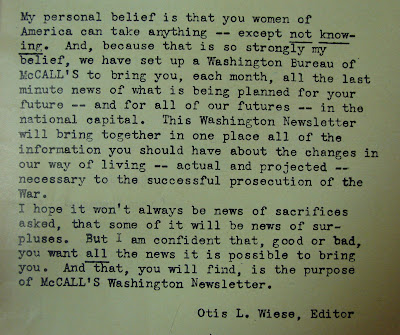 My personal belief is that you women of
America can take anything -- except not know-
ing. And, because that is so strongly my
belief, we have set up a Washington Bureau of
McCALL'S to bring you, each month, all the last
minute news of what is being planned for your
future -- and for all of our futures -- in the
national capital. This Washington Newsletter
will bring together in one place all of the
information you should have about the changes in
our way of living -- actual and projected --
necessary to the successful prosecution of the
War.
I hope it won't always be news of sacrifices
asked, that some of it will be news of sur-
pluses. But I am confident that, good or bad,
you want all the news it is possible to bring
you. And that, you will find, is the purpose
of McCALL'S Washington Newsletter.
Otis L. Wiese, Editor